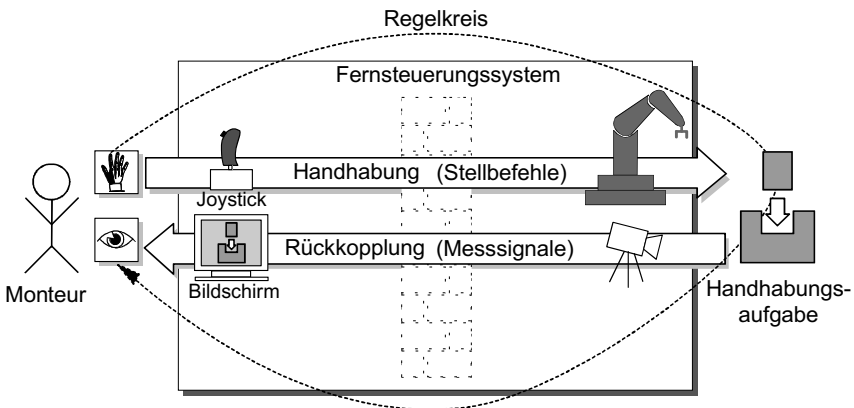 Regelkreis
Fernsteuerungssystem
Handhabung (Stellbefehle)
Joystick
Rückkopplung (Messsignale)
Monteur
Bildschirm
Handhabungs-
aufgabe